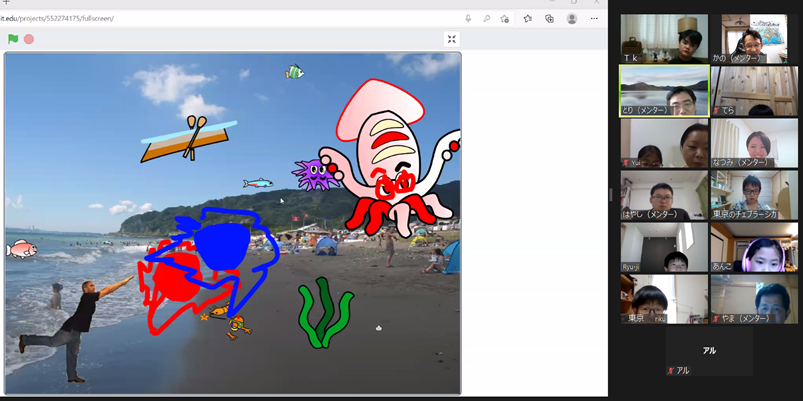 it.edu/projects/552274175/fullscreen/
T k
かの（メンター）
とり（メンター）
てら
Yui
なつみ（メンター）
はやし（メンター）
東京のチェブラーシカ
Ryu-ji
あんこ
東京 riku
やま（メンター）
アル
アル